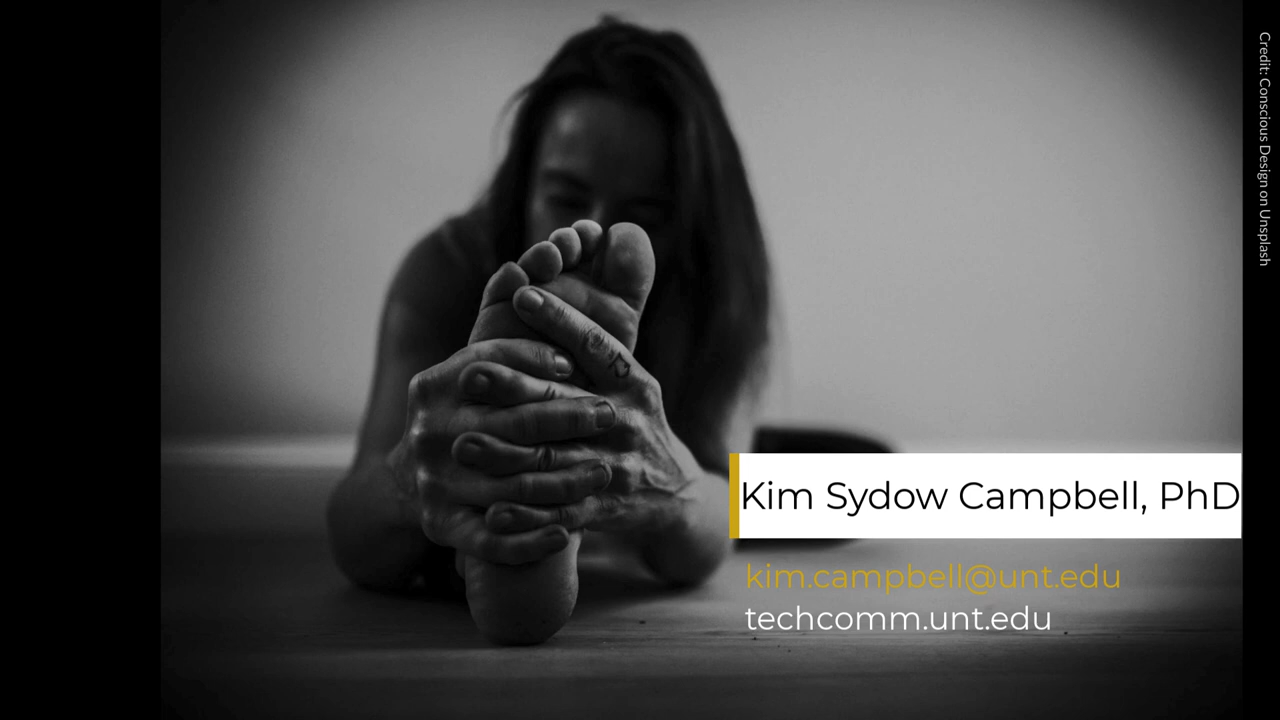 Kim Sydow Campbell, PhD
kim.campbell@unt.edu
techcomm.unt.edu
Credit: Conscious Design on Unsplash